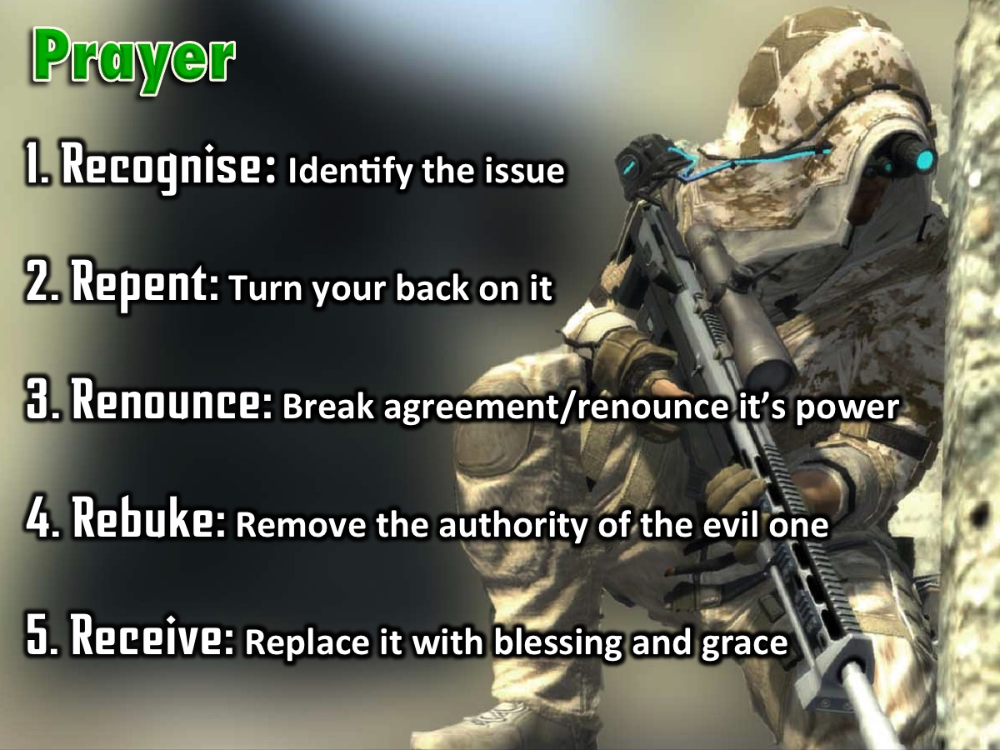 Prayer
1. Recognise: Identify the issue
2. Repent: Turn your back on it
3. Renounce: Break agreement/renounce it’s power
4. Rebuke: Remove the authority of the evil one
5. Receive: Replace it with blessing and grace